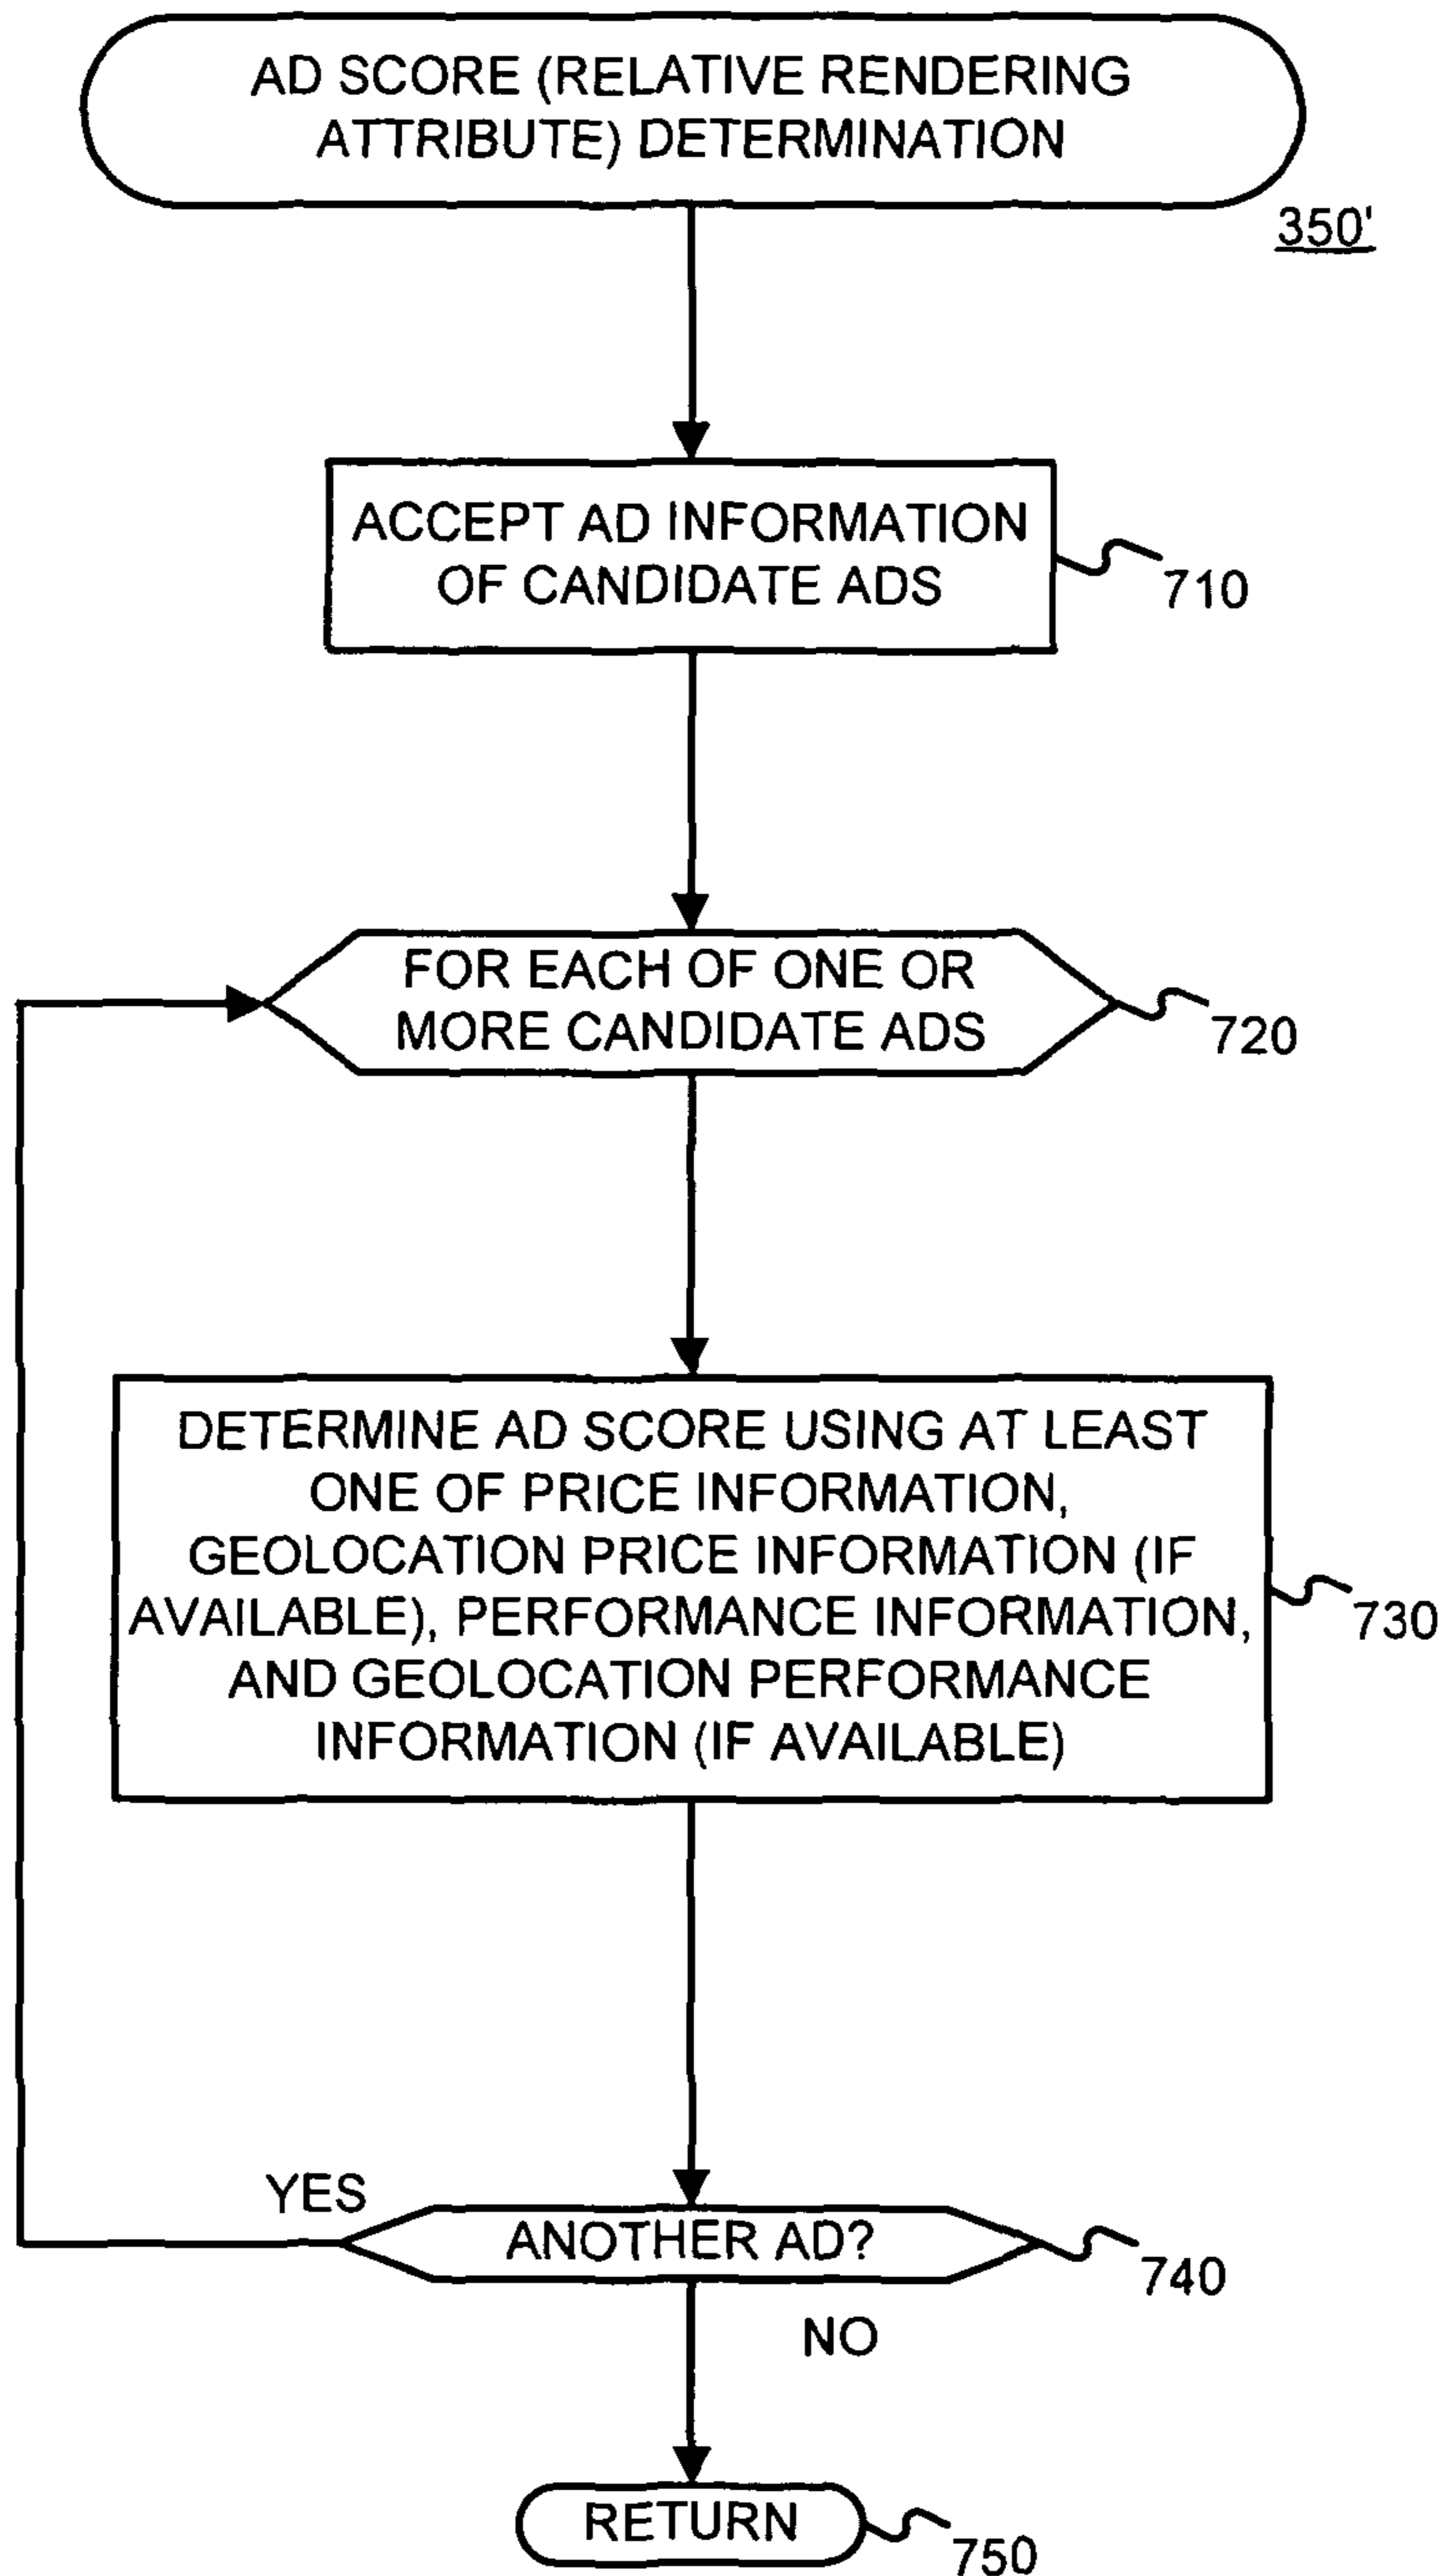 AD SCORE (RELATIVE RENDERING
ATTRIBUTE) DETERMINATION
350'
ACCEPT AD INFORMATION
OF CANDIDATE ADS
710
FOR EACH OF ONE OR
MORE CANDIDATE ADS
720
DETERMINE AD SCORE USING AT LEAST
ONE OF PRICE INFORMATION,
GEOLOCATION PRICE INFORMATION (IF
AVAILABLE), PERFORMANCE INFORMATION,
AND GEOLOCATION PERFORMANCE
INFORMATION (IF AVAILABLE)
730
YES
ANOTHER AD?
740
NO
RETURN
750